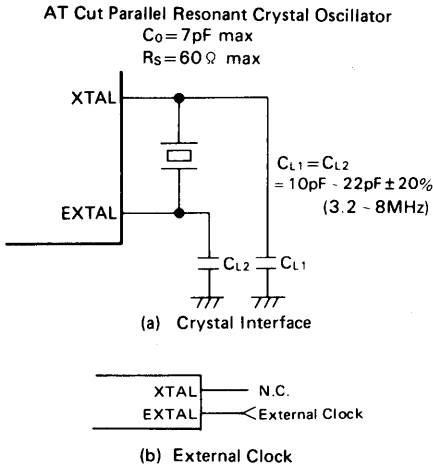 AT Cut Parallel Resonant Crystal Oscillator
C₀=7pF max
Rs=60Ω max
XTAL
CL1=CL2
=10pF ~ 22pF±20%
(3.2 ~ 8MHz)
EXTAL
CL2
CL1
(a) Crystal Interface
XTAL
N.C.
EXTAL
External Clock
(b) External Clock